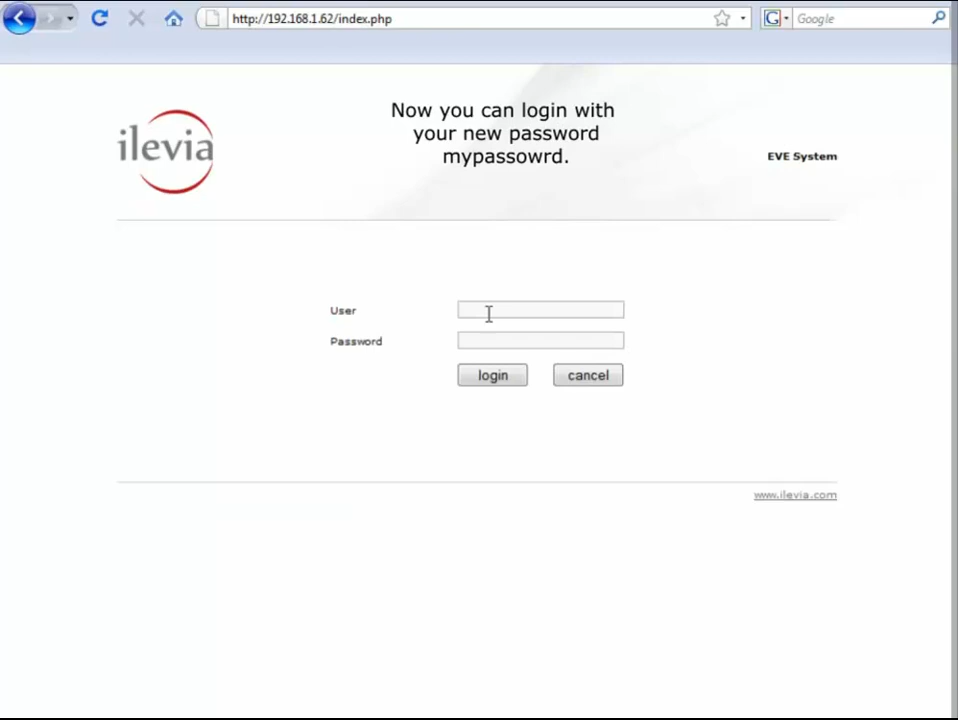 http://192.168.1.62/index.php
Google
Now you can login with
your new password
mypassowrd.
ilevia
EVE System
User
Password
login cancel
www.ilevia.com